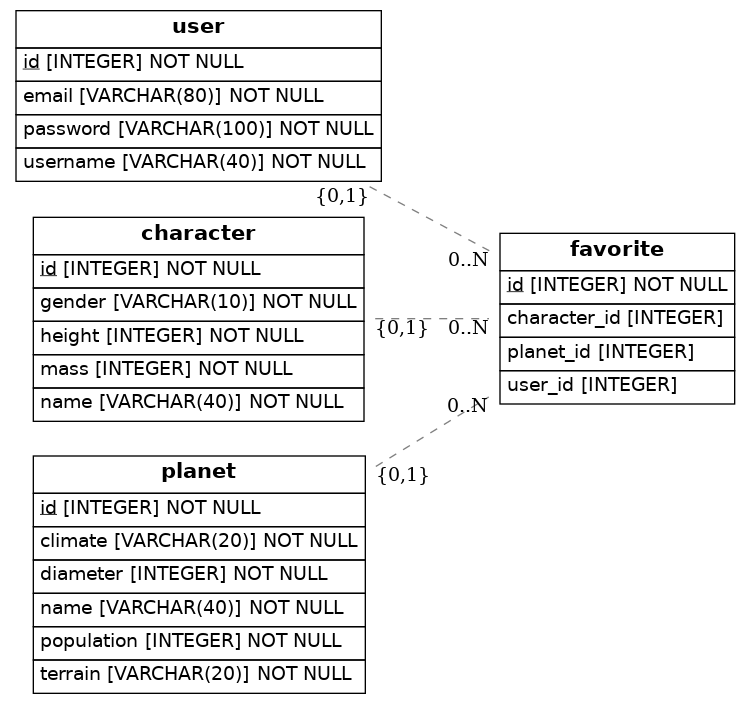 user
id [INTEGER] NOT NULL
email [VARCHAR(80)] NOT NULL
password [VARCHAR(100)] NOT NULL
username [VARCHAR(40)] NOT NULL
{0,1}
0..N
character
id [INTEGER] NOT NULL
gender [VARCHAR(10)] NOT NULL
height [INTEGER] NOT NULL
mass [INTEGER] NOT NULL
name [VARCHAR(40)] NOT NULL
{0,1}
0..N
favorite
id [INTEGER] NOT NULL
character_id [INTEGER]
planet_id [INTEGER]
user_id [INTEGER]
0..N
{0,1}
planet
id [INTEGER] NOT NULL
climate [VARCHAR(20)] NOT NULL
diameter [INTEGER] NOT NULL
name [VARCHAR(40)] NOT NULL
population [INTEGER] NOT NULL
terrain [VARCHAR(20)] NOT NULL